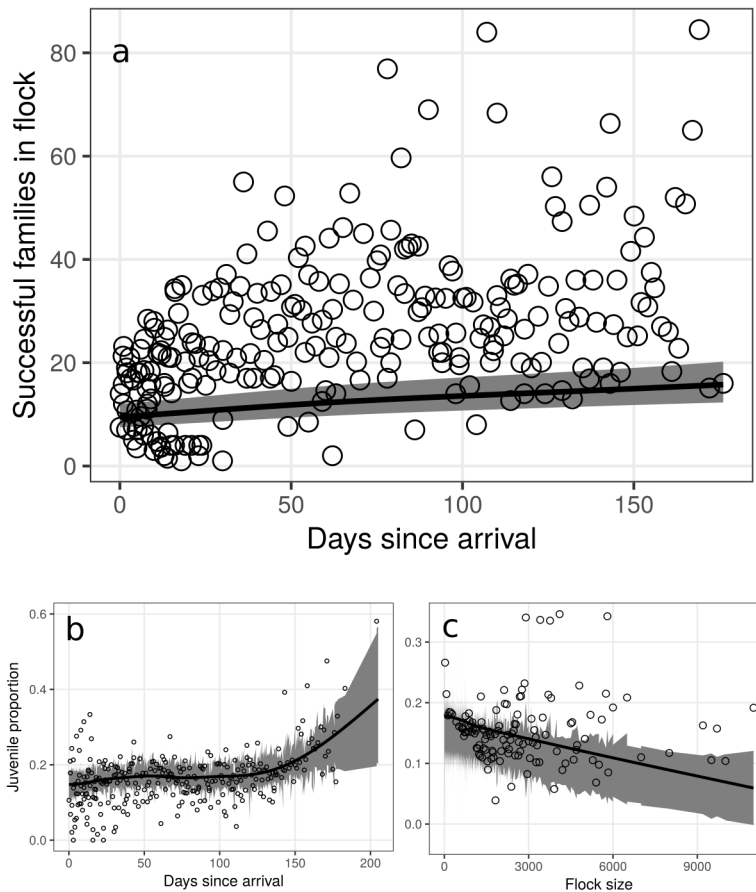 a
Successful families in flock
80
60
40
20
0
0 50 100 150
Days since arrival
b
Juvenile proportion
0.6
0.4
0.2
0.0
0 50 100 150 200
Days since arrival
c
0.3
0.2
0.1
0.0
0 3000 6000 9000
Flock size